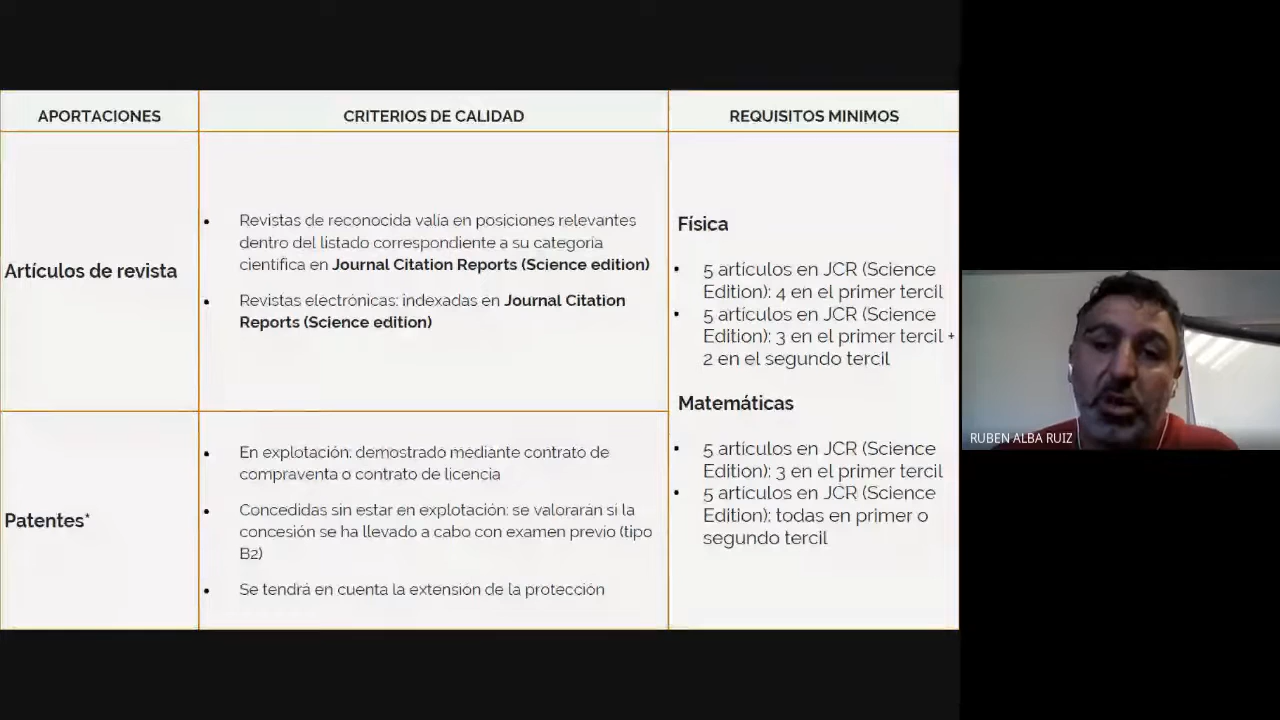 APORTACIONES
CRITERIOS DE CALIDAD
REQUISITOS MINIMOS
Artículos de revista
Revistas de reconocida valía en posiciones relevantes
dentro del listado correspondiente a su categoría
científica en Journal Citation Reports (Science edition)
Revistas electrónicas: indexadas en Journal Citation
Reports (Science edition)
Física
5 artículos en JCR (Science
Edition): 4 en el primer tercil
5 artículos en JCR (Science
Edition): 3 en el primer tercil +
2 en el segundo tercil
Matemáticas
5 artículos en JCR (Science
Edition): 3 en el primer tercil
5 artículos en JCR (Science
Edition): todas en primer o
segundo tercil
Patentes*
En explotación: demostrado mediante contrato de
compraventa o contrato de licencia
Concedidas sin estar en explotación: se valorarán si la
concesión se ha llevado a cabo con examen previo (tipo
B2)
Se tendrá en cuenta la extensión de la protección
RUBEN ALBA RUIZ